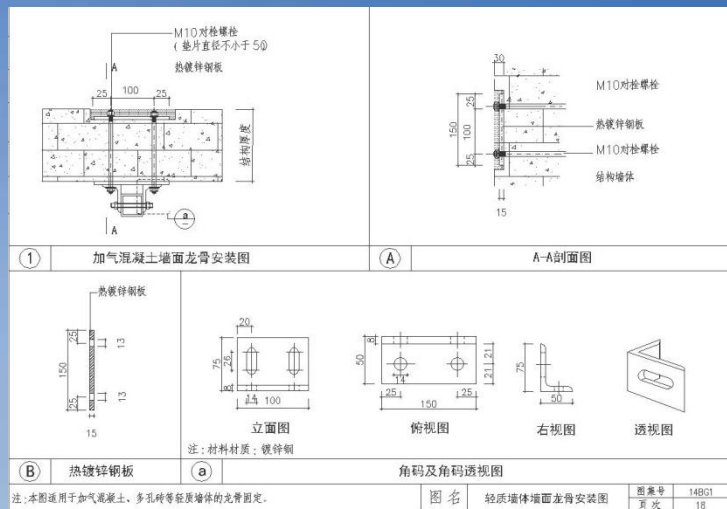 M10对栓螺栓
(垫片直径不小于50)
A
热镀锌钢板
25 100 25
结构厚度
a
A
1 加气混凝土墙面龙骨安装图
30
M10对栓螺栓
25
150 100
热镀锌钢板
M10对栓螺栓
25
结构墙体
15
A A-A剖面图
热镀锌钢板
25
13
150
13
25
15
B 热镀锌钢板
20
75 26
8
14
100
立面图
8
50
21
21
14
25 25
150
俯视图
75
50
右视图
透视图
注:材料材质:镀锌钢
a 角码及角码透视图
注:本图适用于加气混凝土、多孔砖等轻质墙体的龙骨固定。
图名 轻质墙体墙面龙骨安装图
图集号 14BG1
页次 18